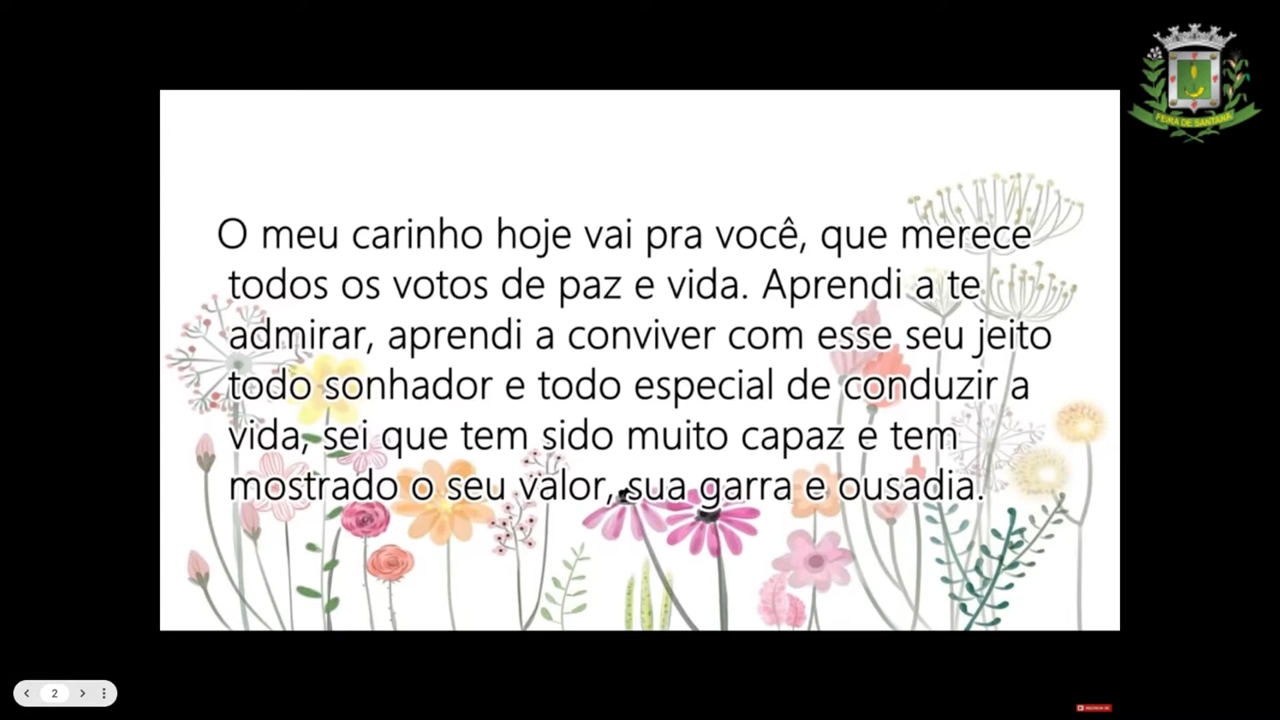 FEIRA DE SANTANA
O meu carinho hoje vai pra você, que merece
todos os votos de paz e vida. Aprendi a te
admirar, aprendi a conviver com esse seu jeito
todo sonhador e todo especial de conduzir a
vida, sei que tem sido muito capaz e tem
mostrado o seu valor, sua garra e ousadia.
2
INSCREVA-SE